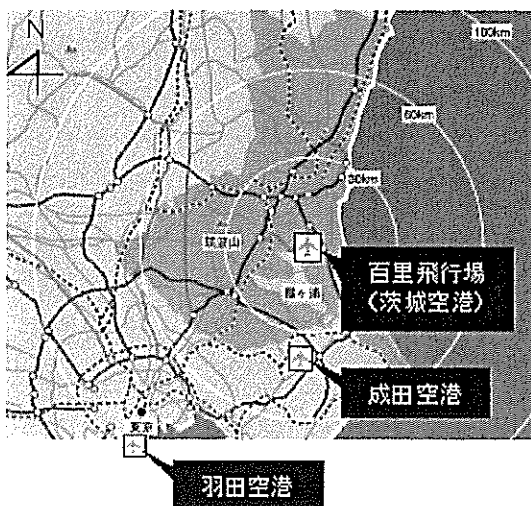 N
100km
60km
30km
筑波山
霞ヶ浦
百里飛行場
(茨城空港)
成田空港
東京
羽田空港